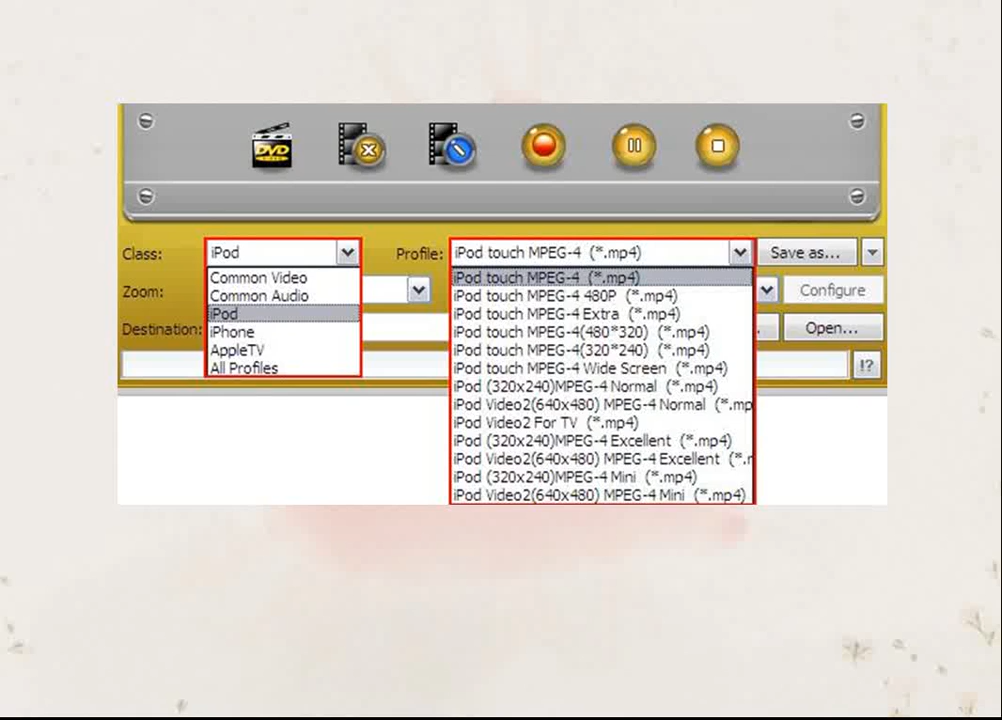 DVD
VIDEO
Class: iPod Profile: iPod touch MPEG-4 (*.mp4) Save as...
Zoom: Configure
Destination: Open...
!?
Common Video
Common Audio
iPod
iPhone
AppleTV
All Profiles
iPod touch MPEG-4 (*.mp4)
iPod touch MPEG-4 480P (*.mp4)
iPod touch MPEG-4 Extra (*.mp4)
iPod touch MPEG-4(480*320) (*.mp4)
iPod touch MPEG-4(320*240) (*.mp4)
iPod touch MPEG-4 Wide Screen (*.mp4)
iPod (320x240)MPEG-4 Normal (*.mp4)
iPod Video2(640x480) MPEG-4 Normal (*.mp
iPod Video2 For TV (*.mp4)
iPod (320x240)MPEG-4 Excellent (*.mp4)
iPod Video2(640x480) MPEG-4 Excellent (*.
iPod (320x240)MPEG-4 Mini (*.mp4)
iPod Video2(640x480) MPEG-4 Mini (*.mp4)